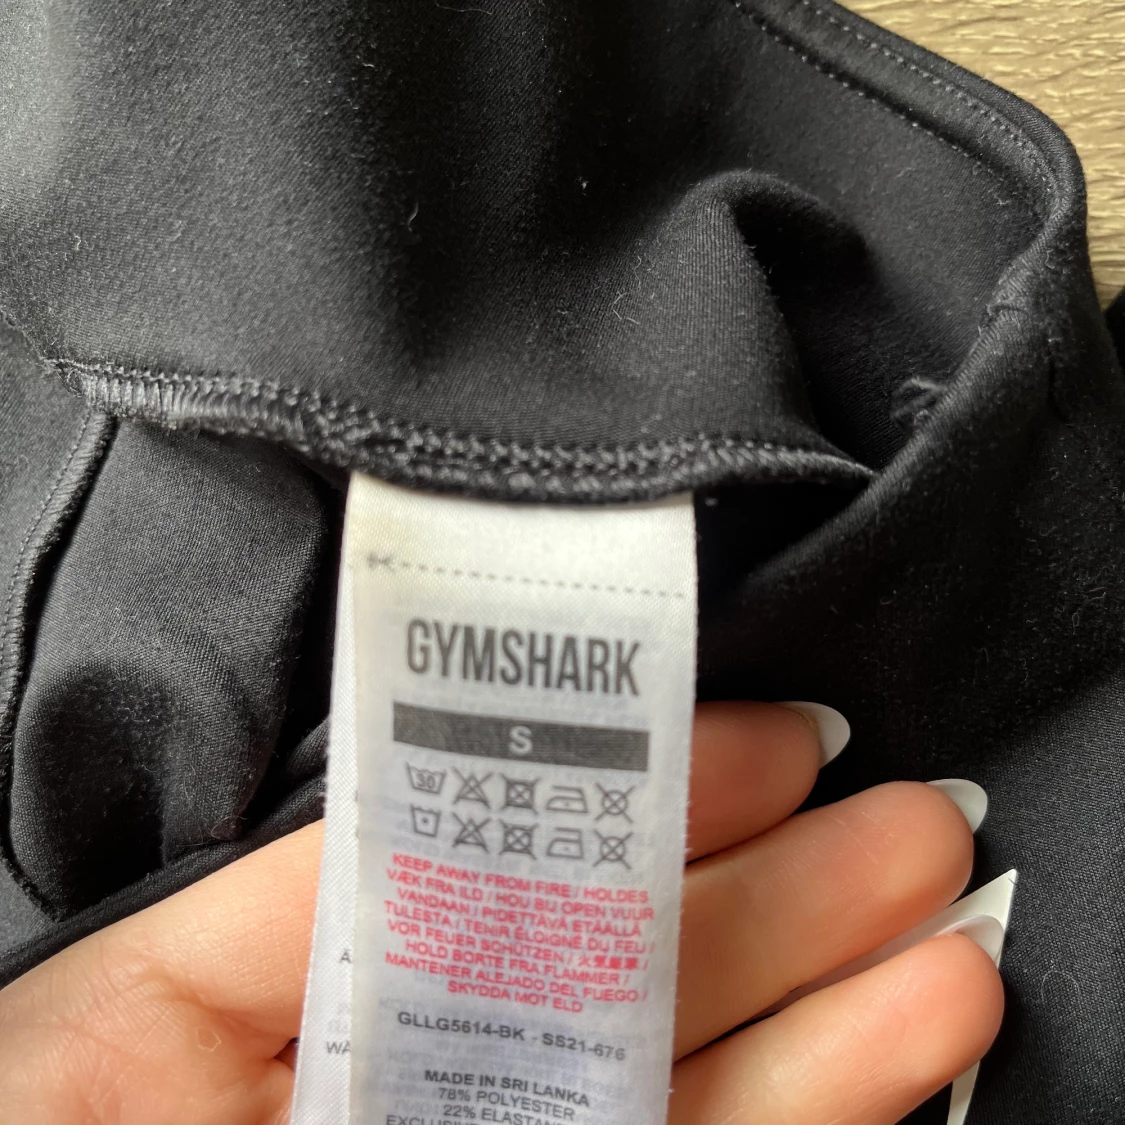 GYMSHARK
S
30
KEEP AWAY FROM FIRE / HOLDES
VÆK FRA ILD / HOU BIJ OPEN VUUR
VANDAAN / PIDETTÄVÄ ETÄÄLLÄ
TULESTA / TENIR ÉLOIGNÉ DU FEU /
VOR FEUER SCHÜTZEN / 火気厳禁 /
HOLD BORTE FRA FLAMMER /
MANTENER ALEJADO DEL FUEGO /
SKYDDA MOT ELD
GLLG5614-BK - SS21-676
MADE IN SRI LANKA
78% POLYESTER
22% ELASTAN